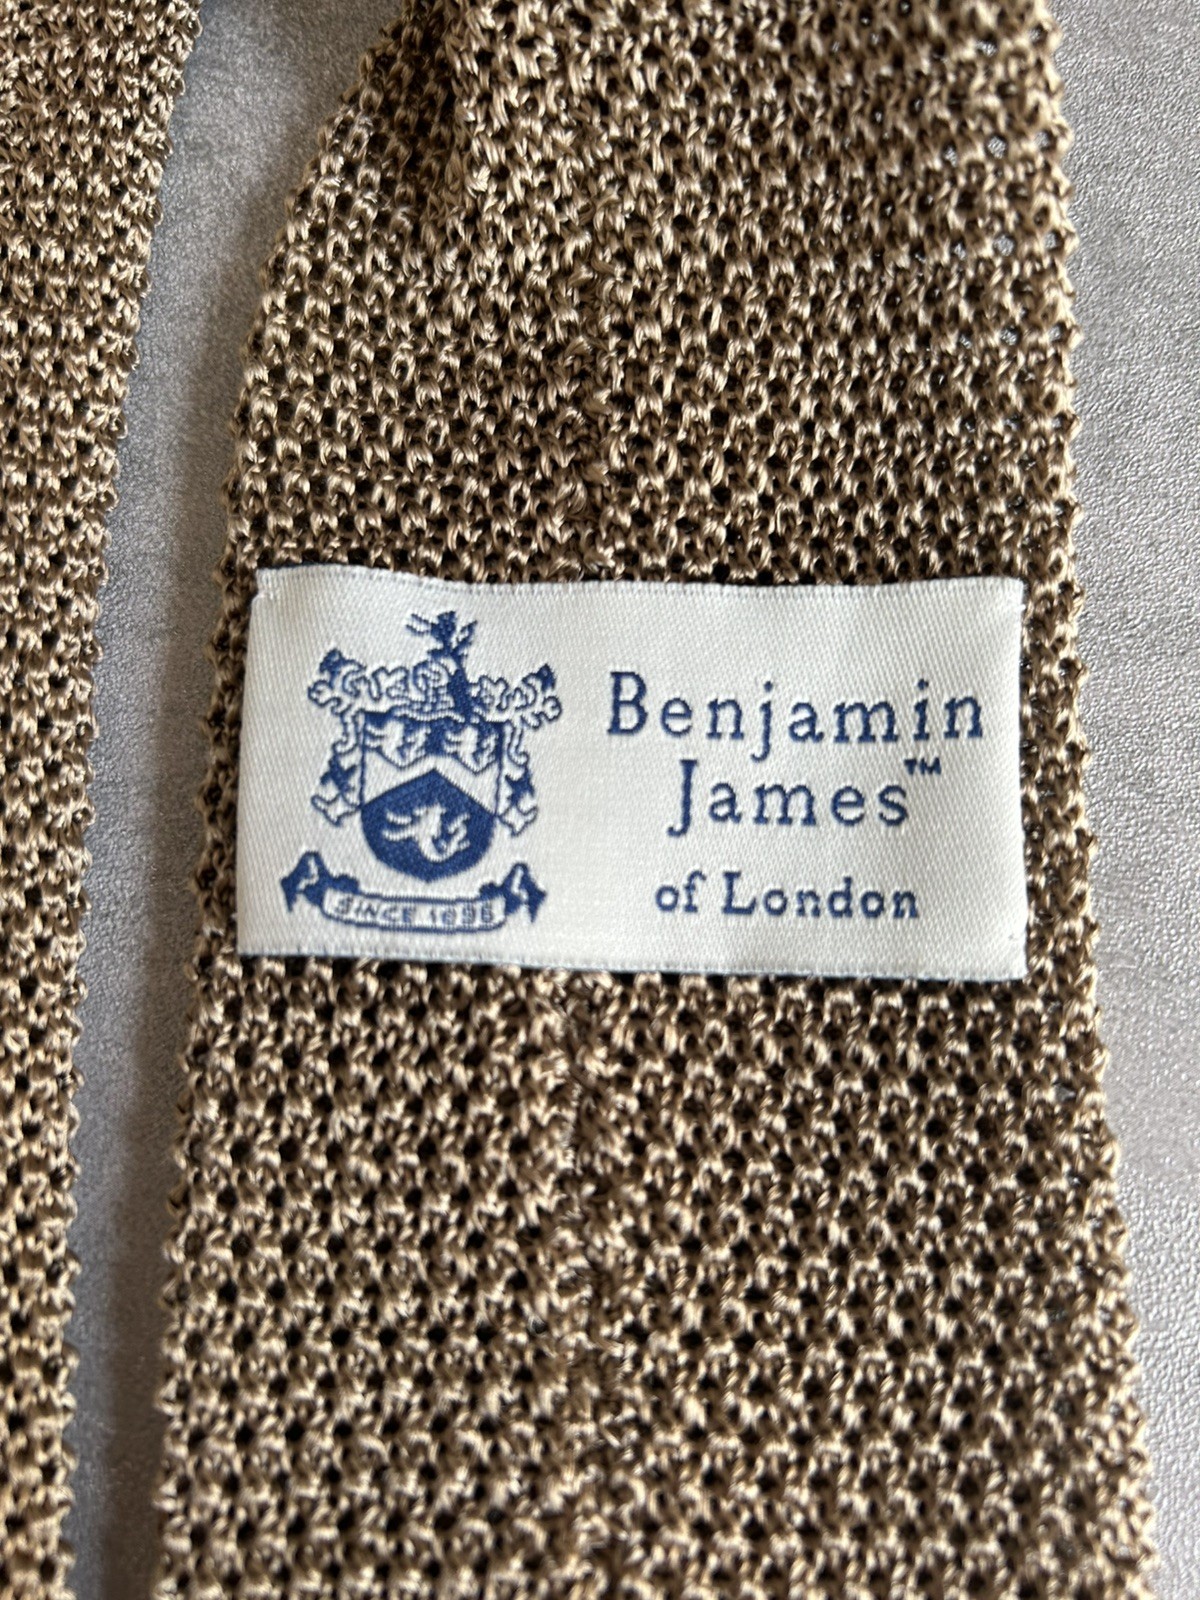 Benjamin
James™
of London
SINCE 1898